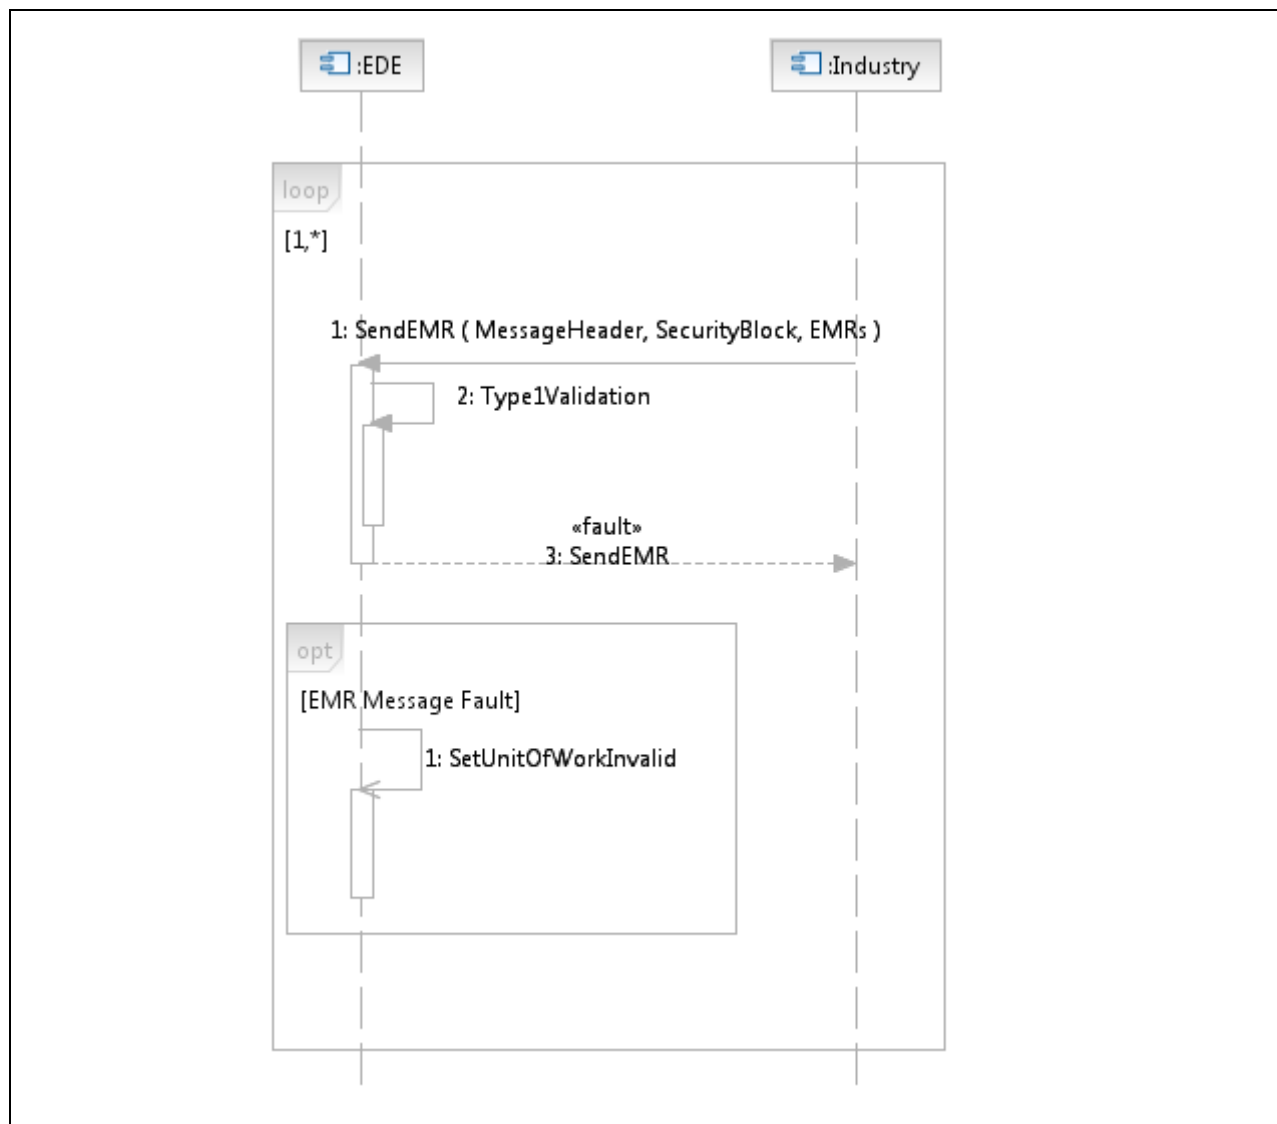 :EDE
:Industry
loop
[1,*]
1: SendEMR ( MessageHeader, SecurityBlock, EMRs )
2: Type1Validation
«fault»
3: SendEMR
opt
[EMR Message Fault]
1: SetUnitOfWorkInvalid